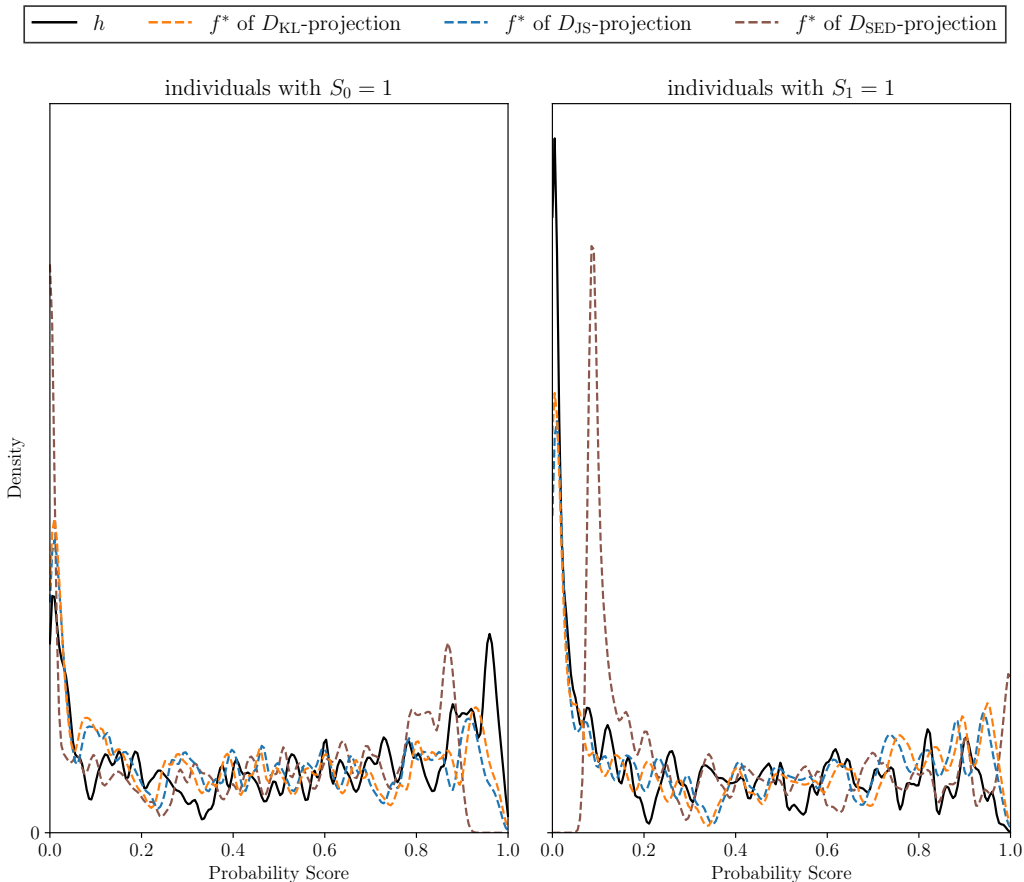 h f* of D_KL-projection f* of D_JS-projection f* of D_SED-projection
individuals with S₀ = 1 individuals with S₁ = 1
Density
0
0.0 0.2 0.4 0.6 0.8 1.0 0.0 0.2 0.4 0.6 0.8 1.0
Probability Score Probability Score